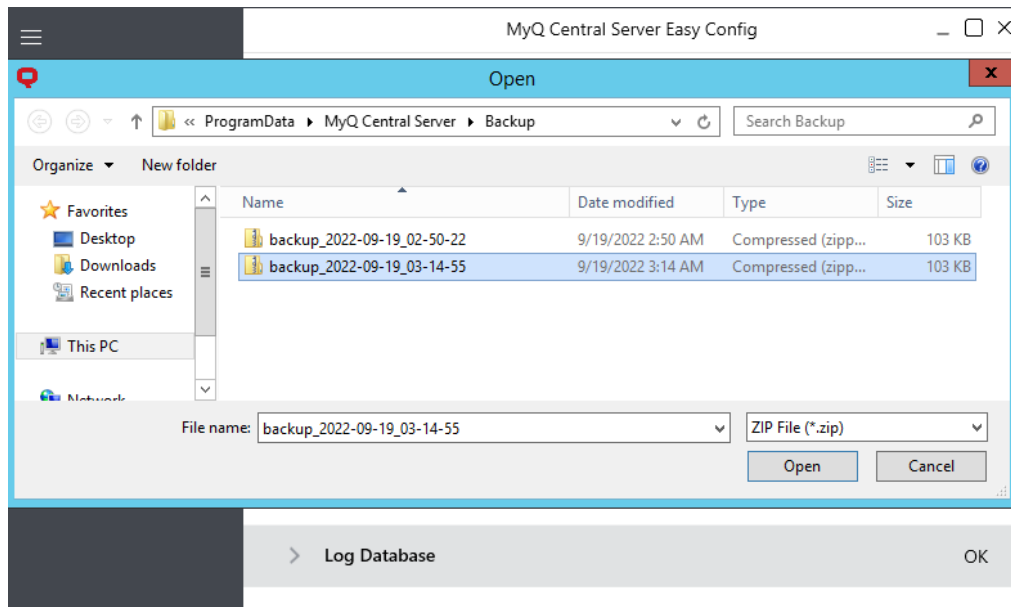 MyQ Central Server Easy Config
Open
« ProgramData MyQ Central Server Backup
Search Backup
Organize New folder
Name Date modified Type Size
Favorites
Desktop
Downloads
Recent places
This PC
Network
backup_2022-09-19_02-50-22 9/19/2022 2:50 AM Compressed (zipp... 103 KB
backup_2022-09-19_03-14-55 9/19/2022 3:14 AM Compressed (zipp... 103 KB
File name: backup_2022-09-19_03-14-55 ZIP File (*.zip)
Open Cancel
Log Database OK